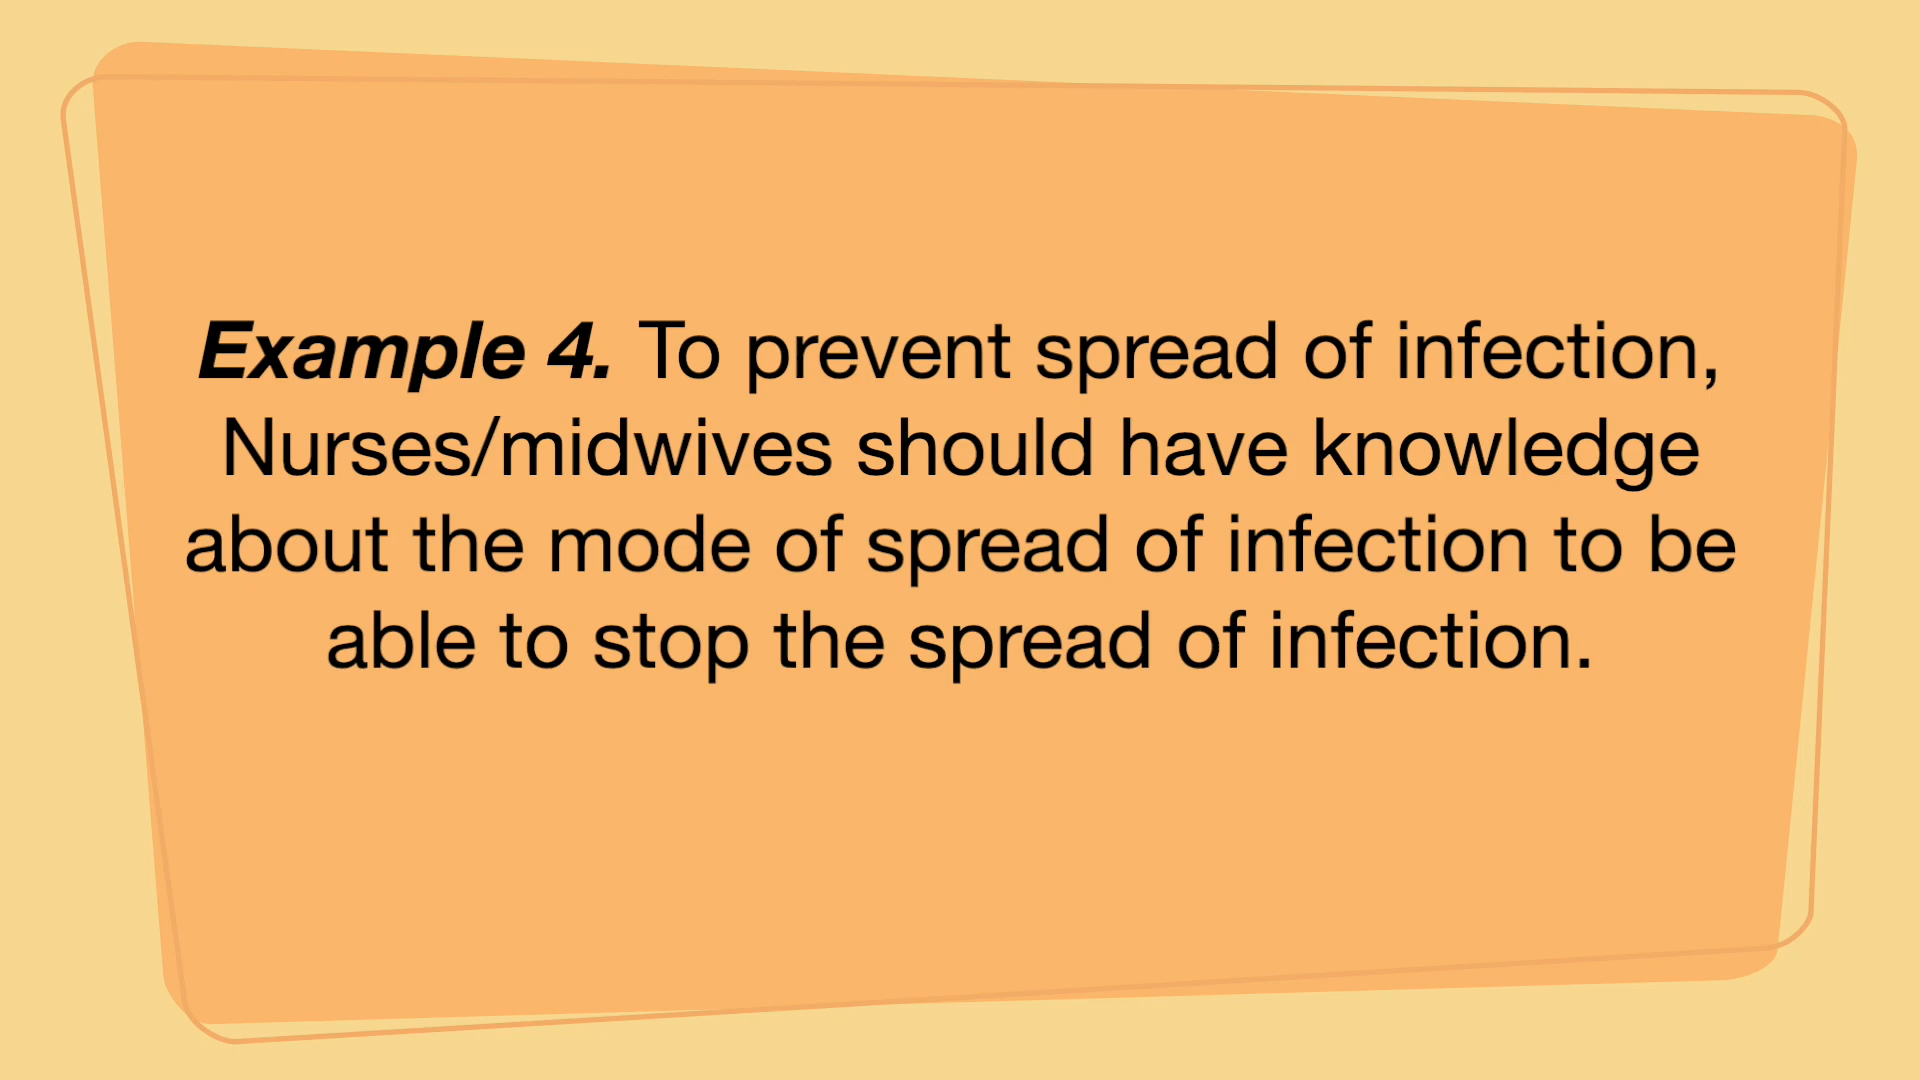 Example 4. To prevent spread of infection,
Nurses/midwives should have knowledge
about the mode of spread of infection to be
able to stop the spread of infection.